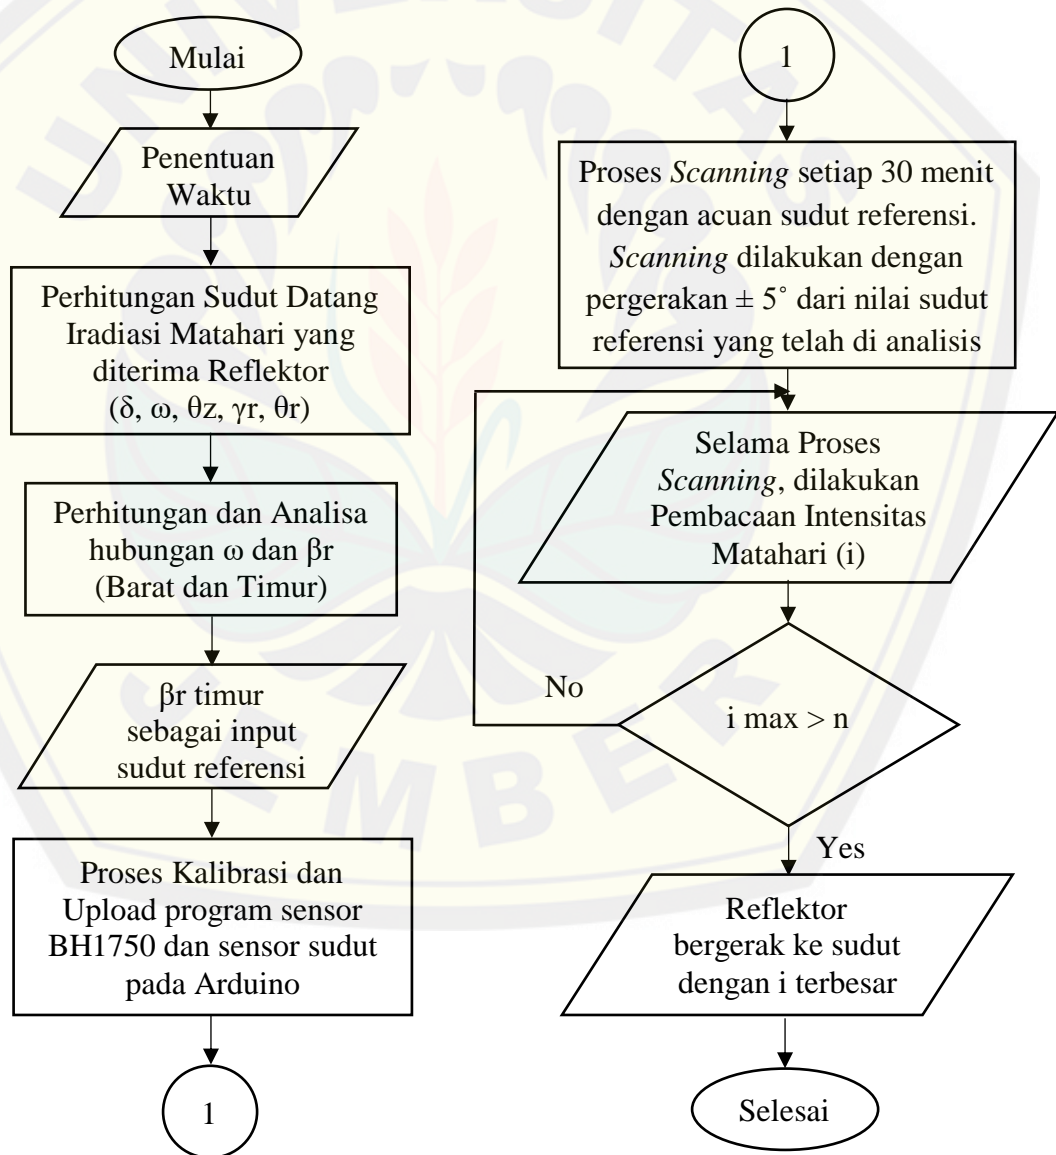 UNIVERSITAS
JEMBER
Mulai
Penentuan
Waktu
Perhitungan Sudut Datang
Iradiasi Matahari yang
diterima Reflektor
(δ, ω, θz, γr, θr)
Perhitungan dan Analisa
hubungan ω dan βr
(Barat dan Timur)
βr timur
sebagai input
sudut referensi
Proses Kalibrasi dan
Upload program sensor
BH1750 dan sensor sudut
pada Arduino
1
1
Proses Scanning setiap 30 menit
dengan acuan sudut referensi.
Scanning dilakukan dengan
pergerakan ± 5˚ dari nilai sudut
referensi yang telah di analisis
Selama Proses
Scanning, dilakukan
Pembacaan Intensitas
Matahari (i)
No
i max > n
Yes
Reflektor
bergerak ke sudut
dengan i terbesar
Selesai